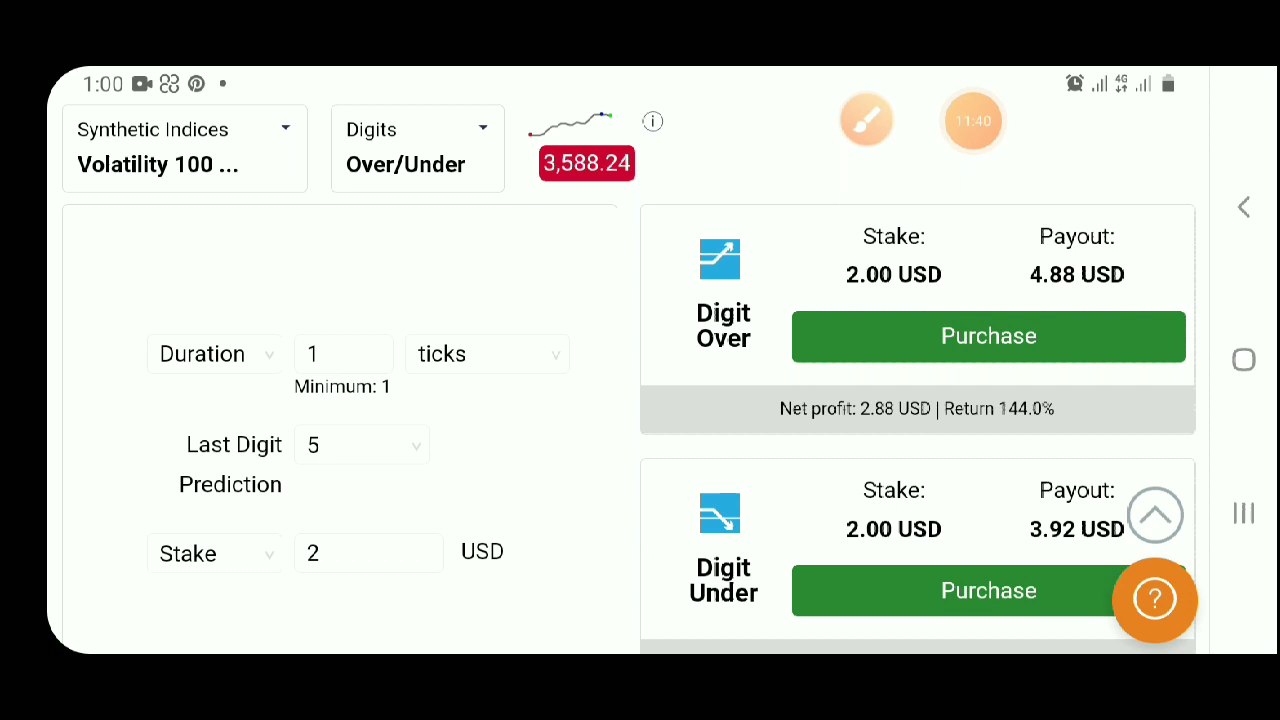 1:00
4G
Synthetic Indices
Volatility 100 ...
Digits
Over/Under
3,588.24
11:40
Duration 1 ticks
Minimum: 1
Last Digit Prediction 5
Stake 2 USD
Digit Over
Stake: Payout:
2.00 USD 4.88 USD
Purchase
Net profit: 2.88 USD | Return 144.0%
Digit Under
Stake: Payout:
2.00 USD 3.92 USD
Purchase
?